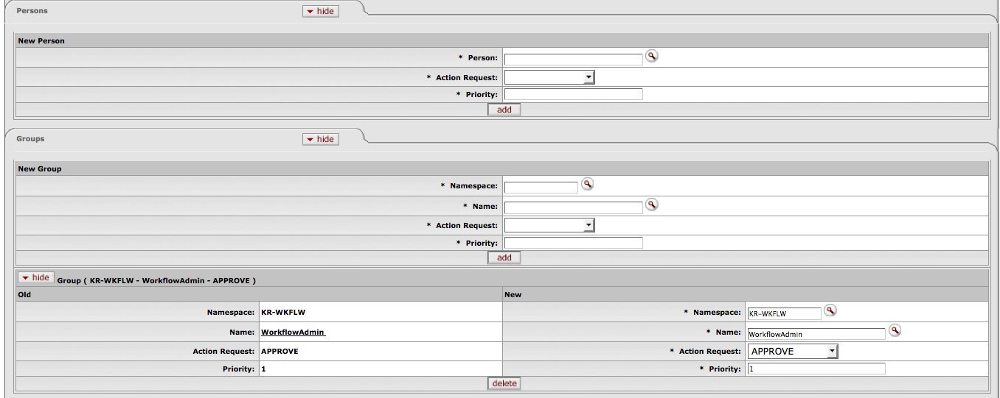 Persons hide
New Person
* Person:
* Action Request:
* Priority:
add
Groups hide
New Group
* Namespace:
* Name:
* Action Request:
* Priority:
add
hide Group ( KR-WKFLW - WorkflowAdmin - APPROVE )
Old New
Namespace: KR-WKFLW * Namespace: KR-WKFLW
Name: WorkflowAdmin * Name: WorkflowAdmin
Action Request: APPROVE * Action Request: APPROVE
Priority: 1 * Priority: 1
delete